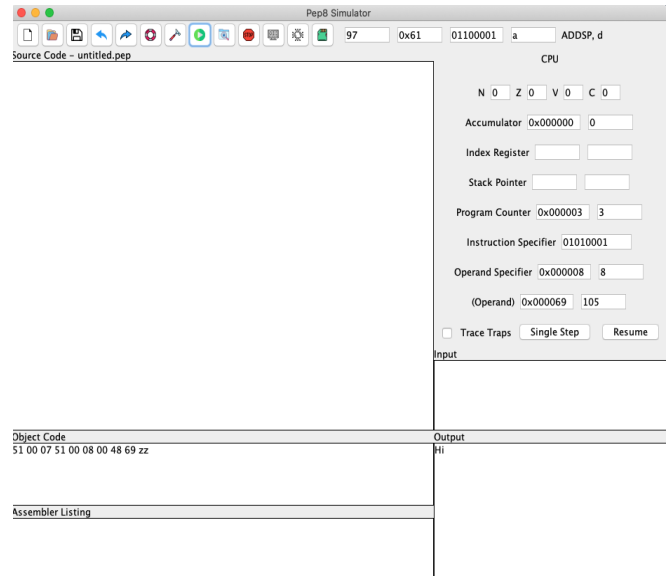 Pep8 Simulator
STOP
97 0x61 01100001 a ADDSP, d
Source Code - untitled.pep
CPU
N 0 Z 0 V 0 C 0
Accumulator 0x000000 0
Index Register
Stack Pointer
Program Counter 0x000003 3
Instruction Specifier 01010001
Operand Specifier 0x000008 8
(Operand) 0x000069 105
Trace Traps Single Step Resume
Input
Object Code
51 00 07 51 00 08 00 48 69 zz
Output
Hi
Assembler Listing